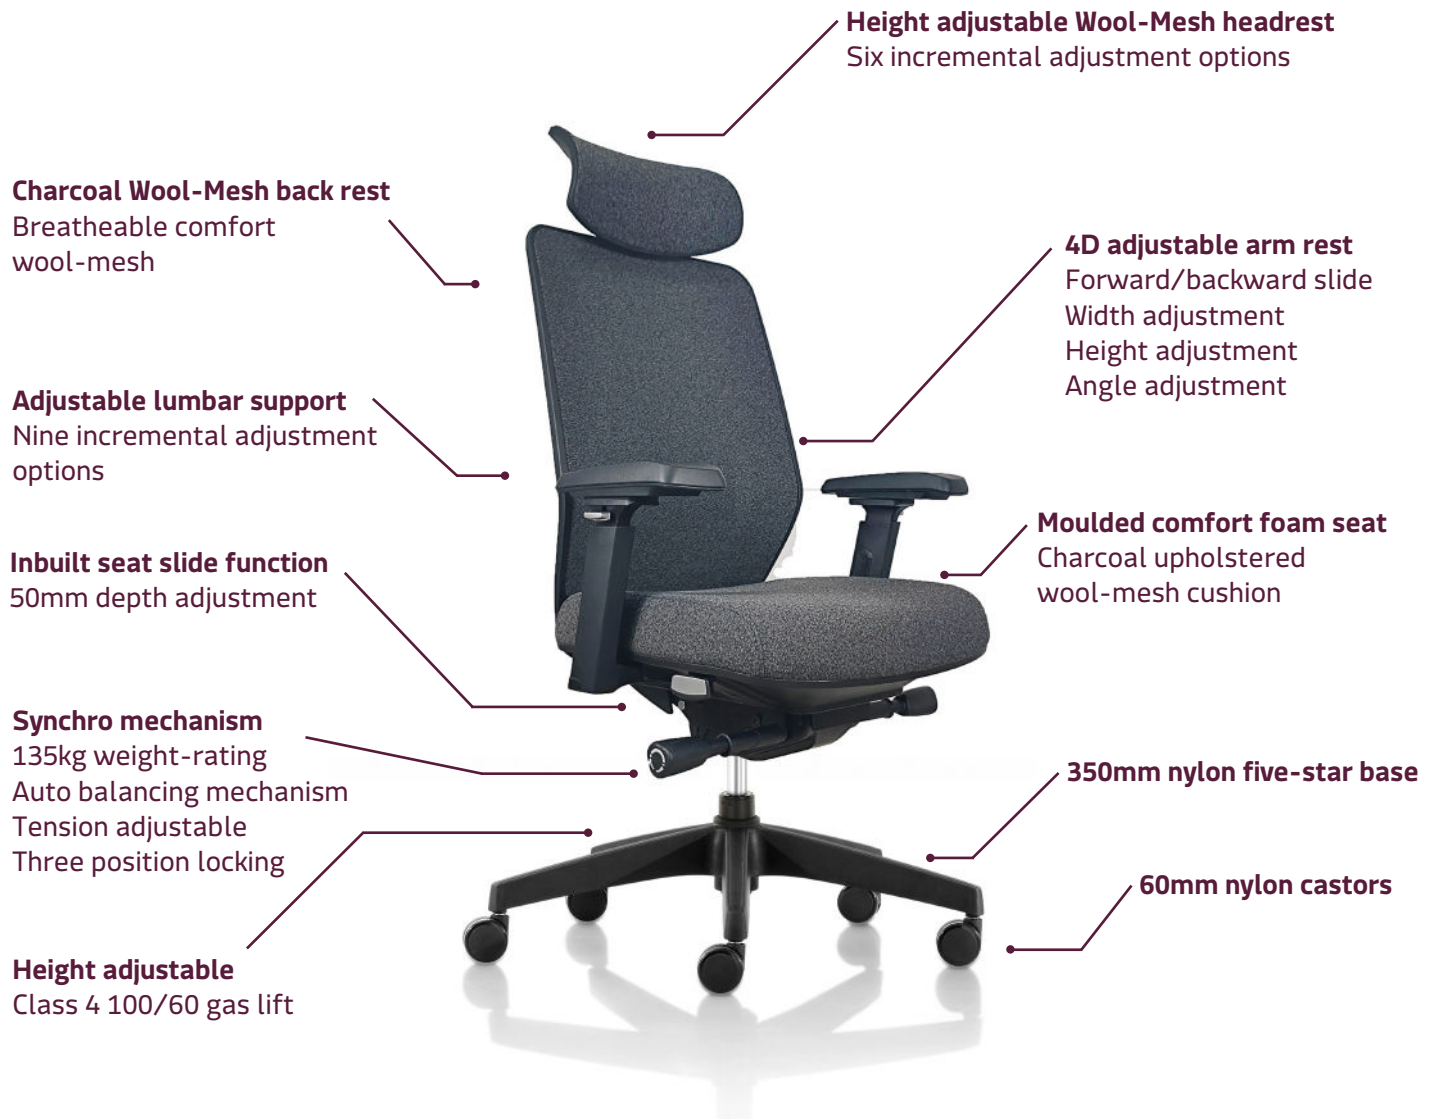 Height adjustable Wool-Mesh headrest
Six incremental adjustment options
Charcoal Wool-Mesh back rest
Breatheable comfort
wool-mesh
4D adjustable arm rest
Forward/backward slide
Width adjustment
Height adjustment
Angle adjustment
Adjustable lumbar support
Nine incremental adjustment
options
Moulded comfort foam seat
Charcoal upholstered
wool-mesh cushion
Inbuilt seat slide function
50mm depth adjustment
Synchro mechanism
135kg weight-rating
Auto balancing mechanism
Tension adjustable
Three position locking
350mm nylon five-star base
60mm nylon castors
Height adjustable
Class 4 100/60 gas lift